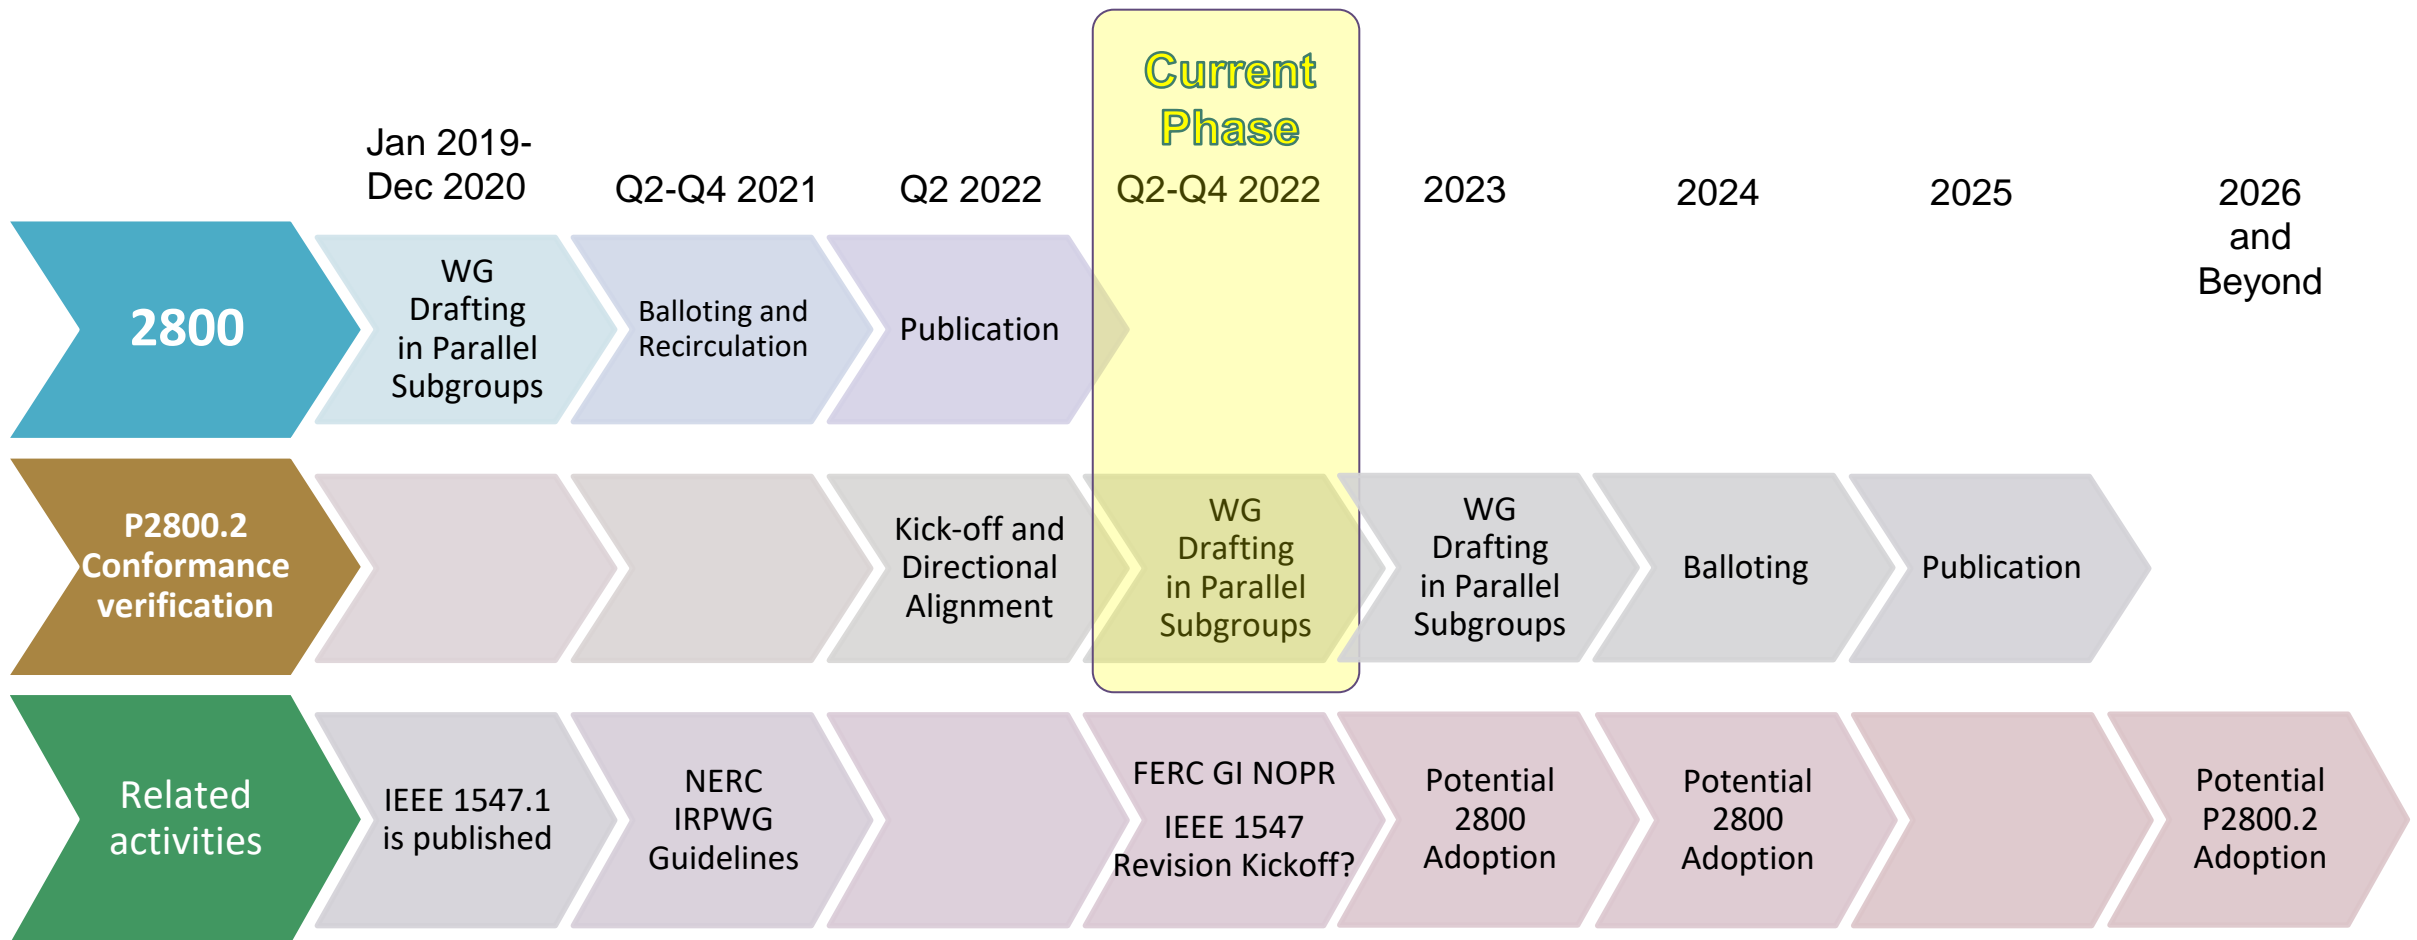 Current
Phase
Jan 2019-
Dec 2020
Q2-Q4 2021
Q2 2022
Q2-Q4 2022
2023
2024
2025
2026
and
Beyond
2800
WG
Drafting
in Parallel
Subgroups
Balloting and
Recirculation
Publication
P2800.2
Conformance
verification
Kick-off and
Directional
Alignment
WG
Drafting
in Parallel
Subgroups
WG
Drafting
in Parallel
Subgroups
Balloting
Publication
Related
activities
IEEE 1547.1
is published
NERC
IRPWG
Guidelines
FERC GI NOPR
IEEE 1547
Revision Kickoff?
Potential
2800
Adoption
Potential
2800
Adoption
Potential
P2800.2
Adoption